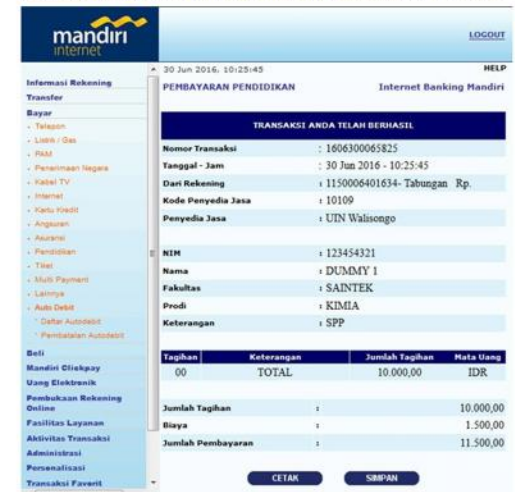 mandiri
internet
LOGOUT
Informasi Rekening
Transfer
Bayar
Telepon
Listrik / Gas
PAM
Penerimaan Negara
Kabel TV
Internet
Kartu Kredit
Angsuran
Asuransi
Pendidikan
Tiket
Multi Payment
Lainnya
Auto Debit
Daftar Autodebit
Pembatalan Autodebit
Beli
Mandiri Clickpay
Uang Elektronik
Pembukaan Rekening
Online
Fasilitas Layanan
Aktivitas Transaksi
Administrasi
Personalisasi
Transaksi Favorit
30 Jun 2016, 10:25:45 HELP
PEMBAYARAN PENDIDIKAN Internet Banking Mandiri
TRANSAKSI ANDA TELAH BERHASIL
Nomor Transaksi : 1606300065825
Tanggal - Jam : 30 Jun 2016 - 10:25:45
Dari Rekening : 1150006401634- Tabungan Rp.
Kode Penyedia Jasa : 10109
Penyedia Jasa : UIN Walisongo
NIM : 123454321
Nama : DUMMY 1
Fakultas : SAINTEK
Prodi : KIMIA
Keterangan : SPP
Tagihan Keterangan Jumlah Tagihan Mata Uang
00 TOTAL 10.000,00 IDR
Jumlah Tagihan : 10.000,00
Biaya : 1.500,00
Jumlah Pembayaran : 11.500,00
CETAK SIMPAN